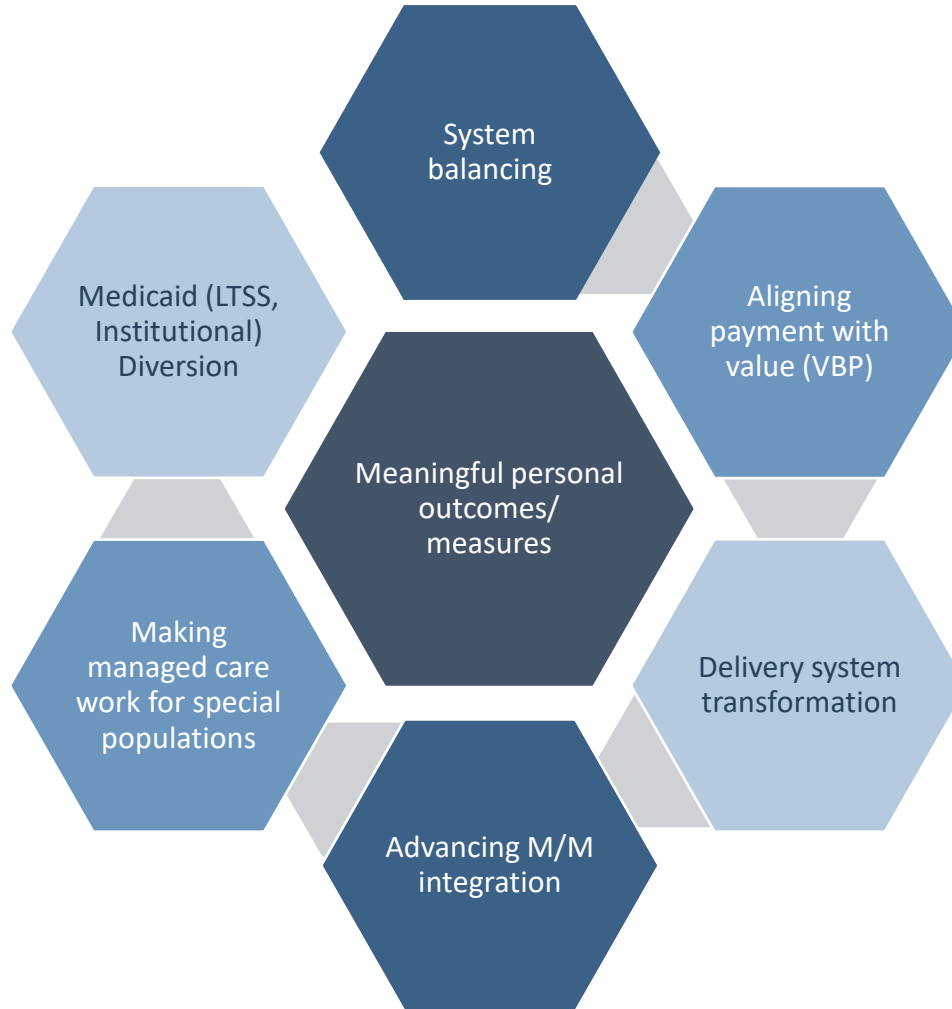 System
balancing
Aligning
payment with
value (VBP)
Delivery system
transformation
Advancing M/M
integration
Making
managed care
work for special
populations
Medicaid (LTSS,
Institutional)
Diversion
Meaningful personal
outcomes/
measures